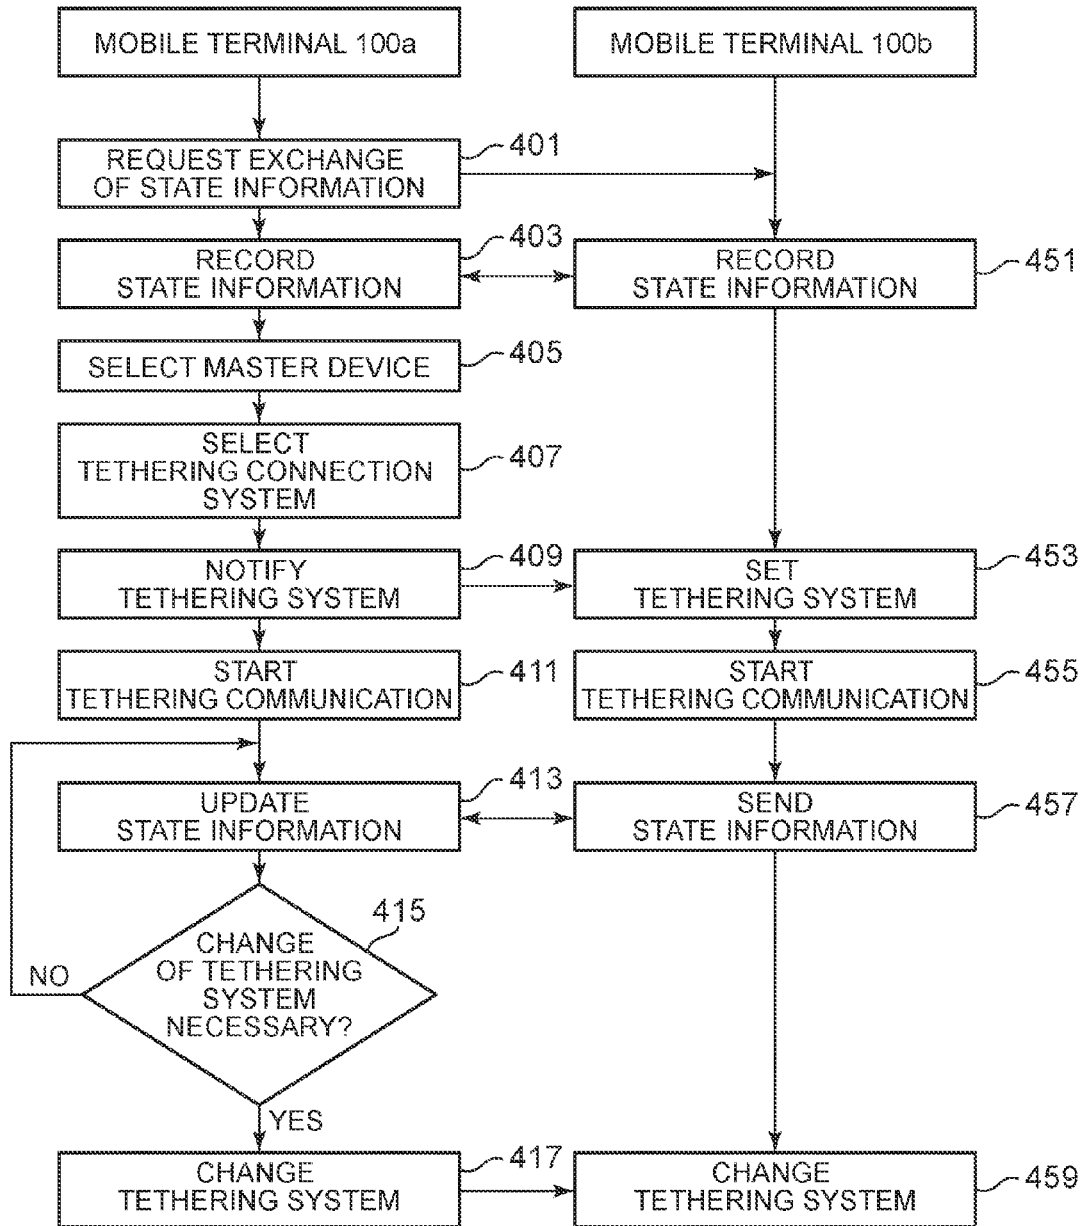 MOBILE TERMINAL 100a
MOBILE TERMINAL 100b
REQUEST EXCHANGE
OF STATE INFORMATION
401
RECORD
STATE INFORMATION
403
RECORD
STATE INFORMATION
451
SELECT MASTER DEVICE
405
SELECT
TETHERING CONNECTION
SYSTEM
407
NOTIFY
TETHERING SYSTEM
409
SET
TETHERING SYSTEM
453
START
TETHERING COMMUNICATION
411
START
TETHERING COMMUNICATION
455
UPDATE
STATE INFORMATION
413
SEND
STATE INFORMATION
457
CHANGE
OF TETHERING
SYSTEM
NECESSARY?
415
NO
YES
CHANGE
TETHERING SYSTEM
417
CHANGE
TETHERING SYSTEM
459